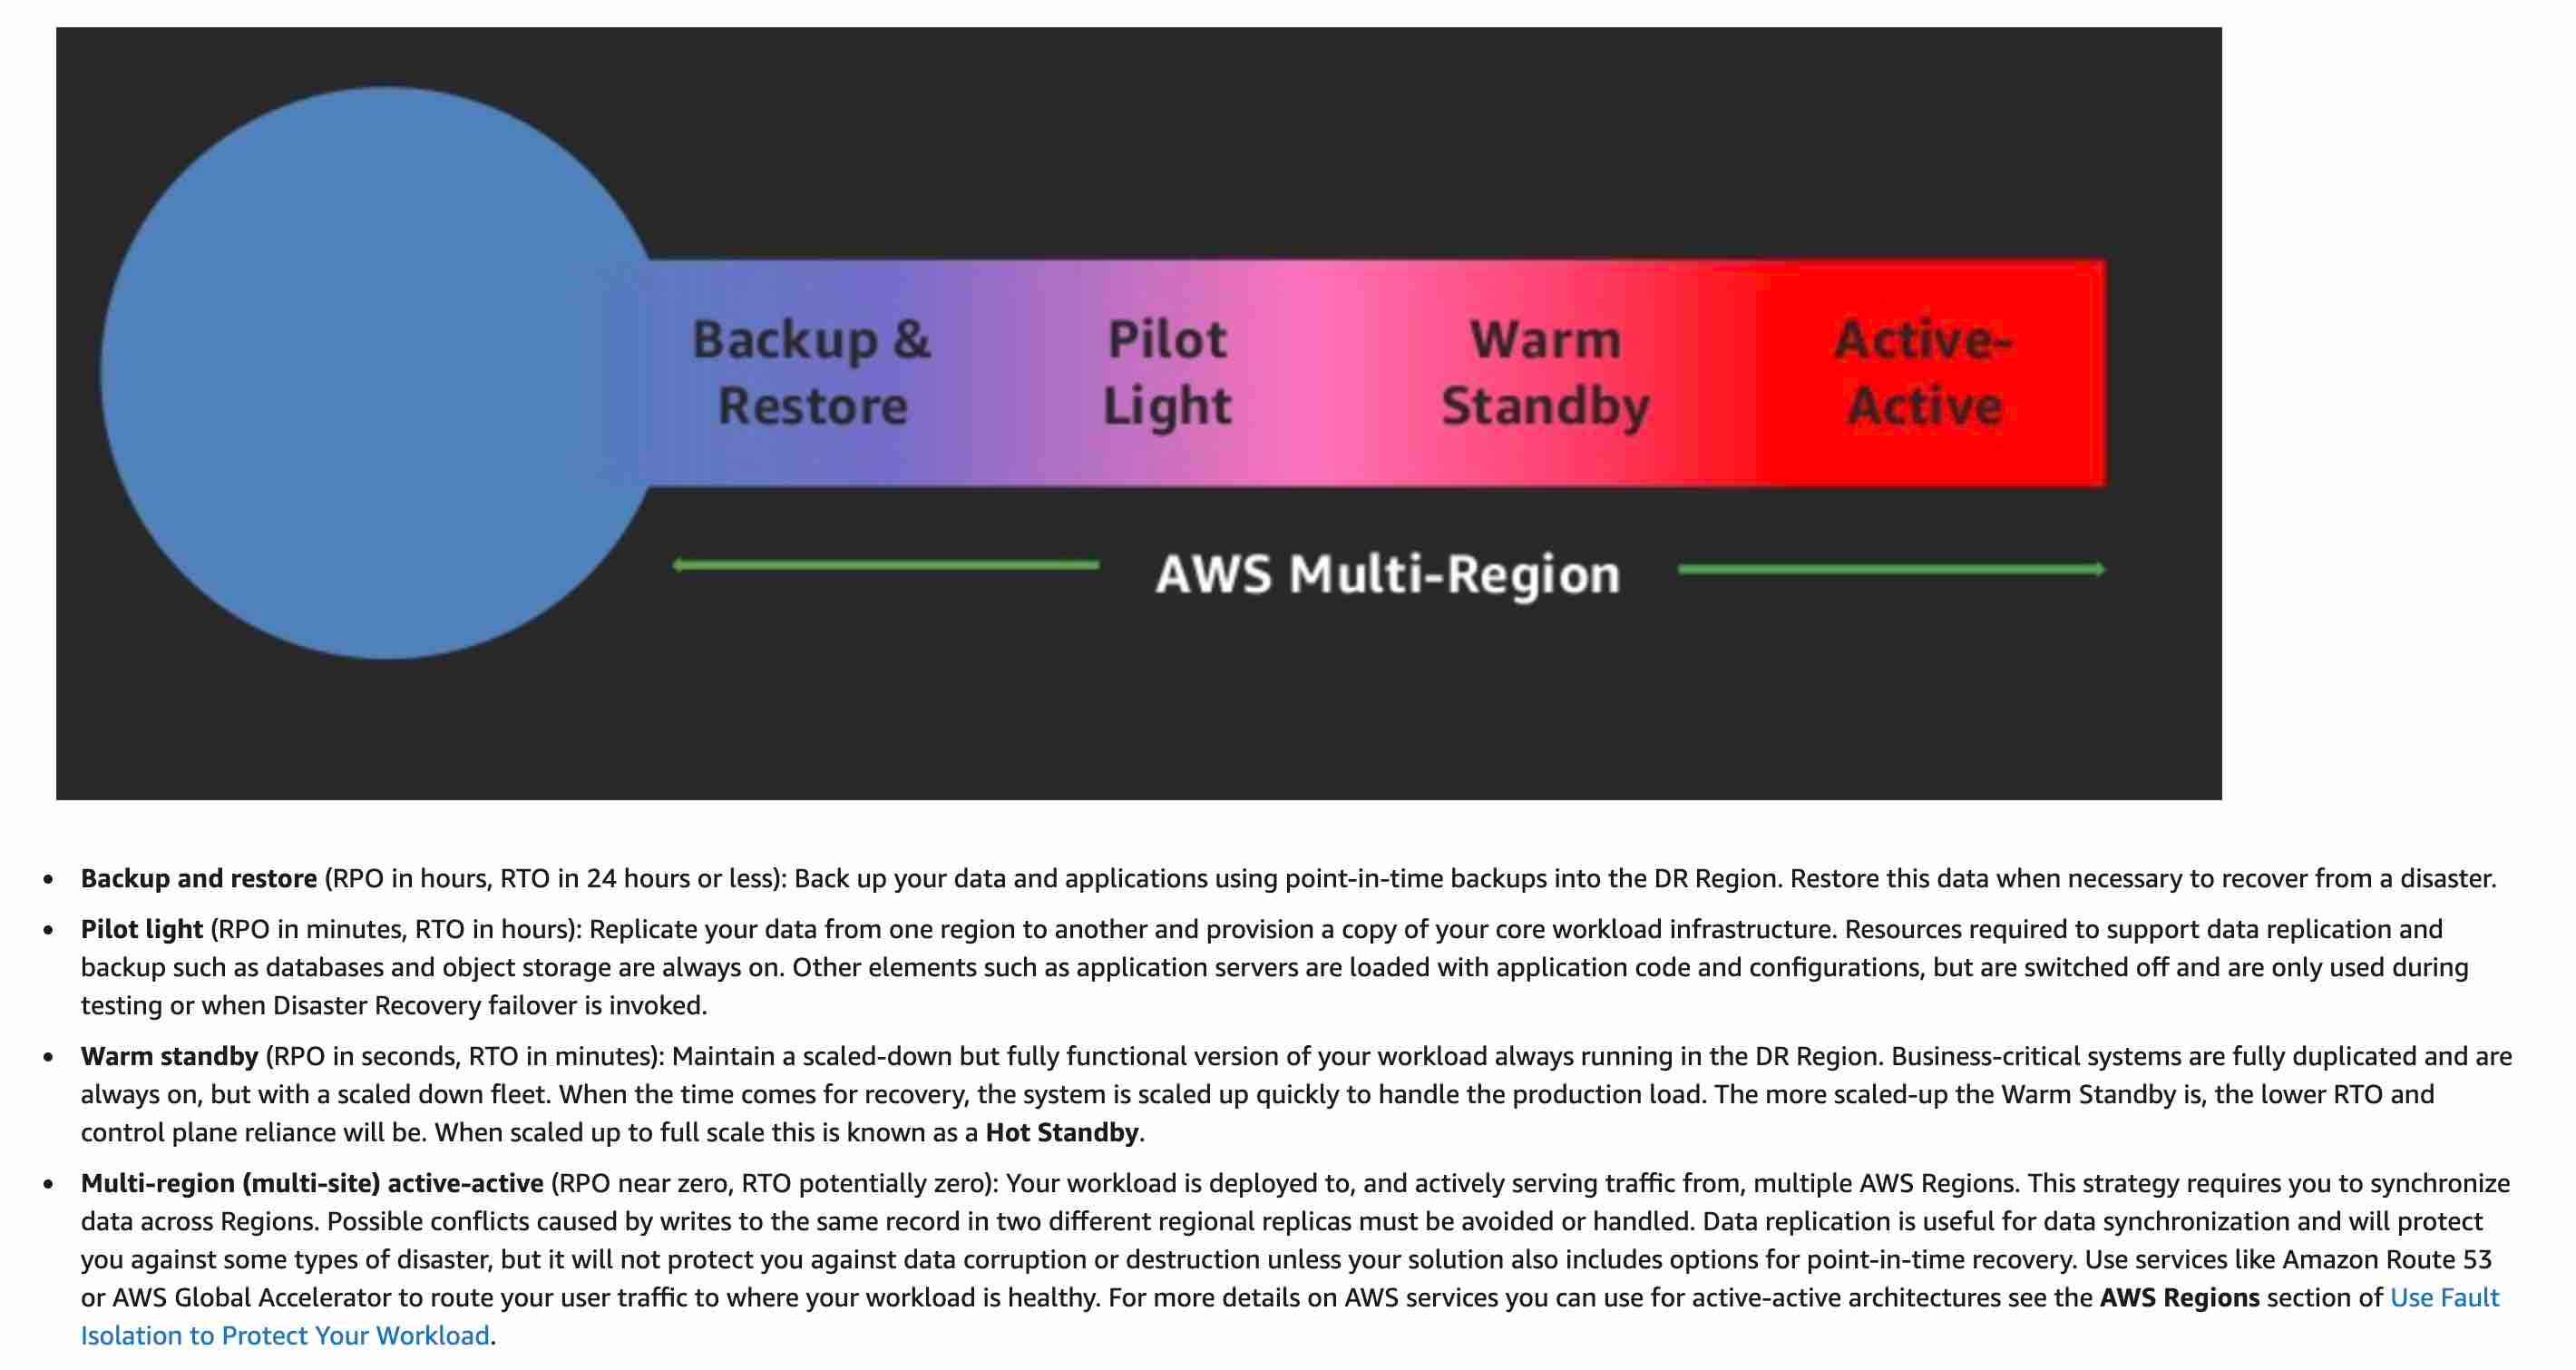 Backup &
Restore
Pilot
Light
Warm
Standby
Active-
Active
AWS Multi-Region
• Backup and restore (RPO in hours, RTO in 24 hours or less): Back up your data and applications using point-in-time backups into the DR Region. Restore this data when necessary to recover from a disaster.
• Pilot light (RPO in minutes, RTO in hours): Replicate your data from one region to another and provision a copy of your core workload infrastructure. Resources required to support data replication and
backup such as databases and object storage are always on. Other elements such as application servers are loaded with application code and configurations, but are switched off and are only used during
testing or when Disaster Recovery failover is invoked.
• Warm standby (RPO in seconds, RTO in minutes): Maintain a scaled-down but fully functional version of your workload always running in the DR Region. Business-critical systems are fully duplicated and are
always on, but with a scaled down fleet. When the time comes for recovery, the system is scaled up quickly to handle the production load. The more scaled-up the Warm Standby is, the lower RTO and
control plane reliance will be. When scaled up to full scale this is known as a Hot Standby.
• Multi-region (multi-site) active-active (RPO near zero, RTO potentially zero): Your workload is deployed to, and actively serving traffic from, multiple AWS Regions. This strategy requires you to synchronize
data across Regions. Possible conflicts caused by writes to the same record in two different regional replicas must be avoided or handled. Data replication is useful for data synchronization and will protect
you against some types of disaster, but it will not protect you against data corruption or destruction unless your solution also includes options for point-in-time recovery. Use services like Amazon Route 53
or AWS Global Accelerator to route your user traffic to where your workload is healthy. For more details on AWS services you can use for active-active architectures see the AWS Regions section of Use Fault
Isolation to Protect Your Workload.